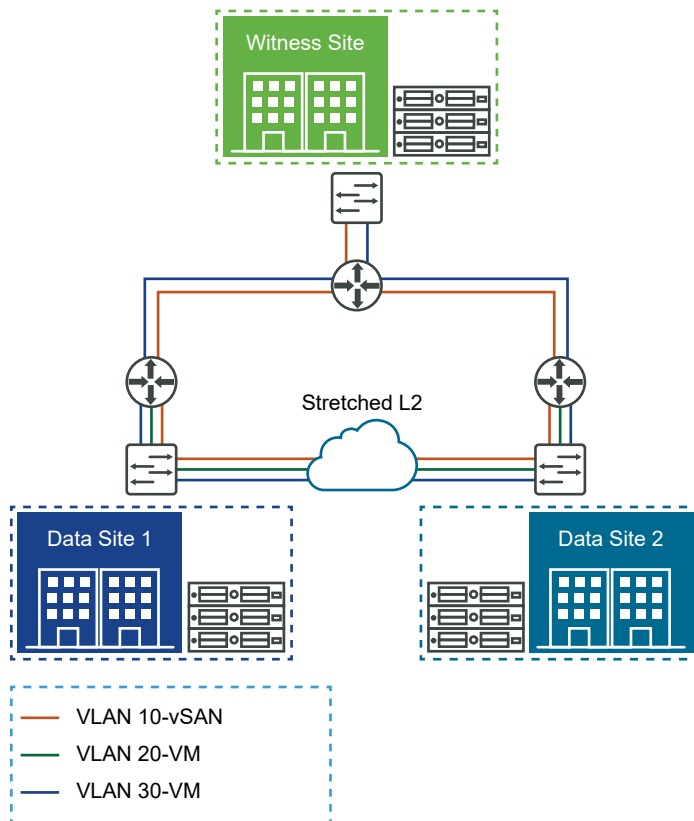 Witness Site
Stretched L2
Data Site 1
Data Site 2
VLAN 10-vSAN
VLAN 20-VM
VLAN 30-VM